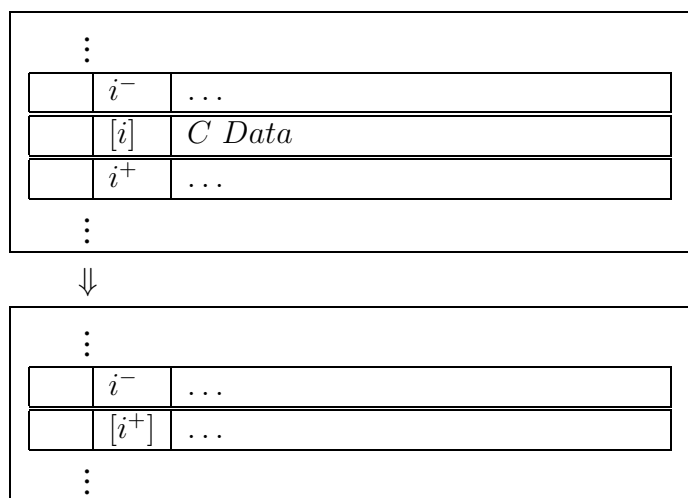 ⋮
i⁻ ...
[i] C Data
i⁺ ...
⋮
⇓
⋮
i⁻ ...
[i⁺] ...
⋮